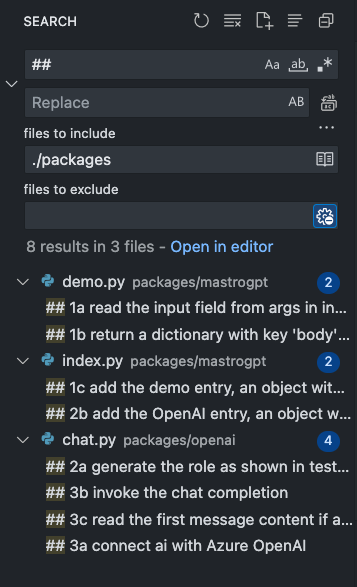 SEARCH
##
Aa ab .*
Replace
AB
files to include
./packages
files to exclude
8 results in 3 files - Open in editor
demo.py packages/mastrogpt 2
## 1a read the input field from args in in...
## 1b return a dictionary with key 'body'...
index.py packages/mastrogpt 2
## 1c add the demo entry, an object wit...
## 2b add the OpenAI entry, an object w...
chat.py packages/openai 4
## 2a generate the role as shown in test...
## 3b invoke the chat completion
## 3c read the first message content if a...
## 3a connect ai with Azure OpenAI